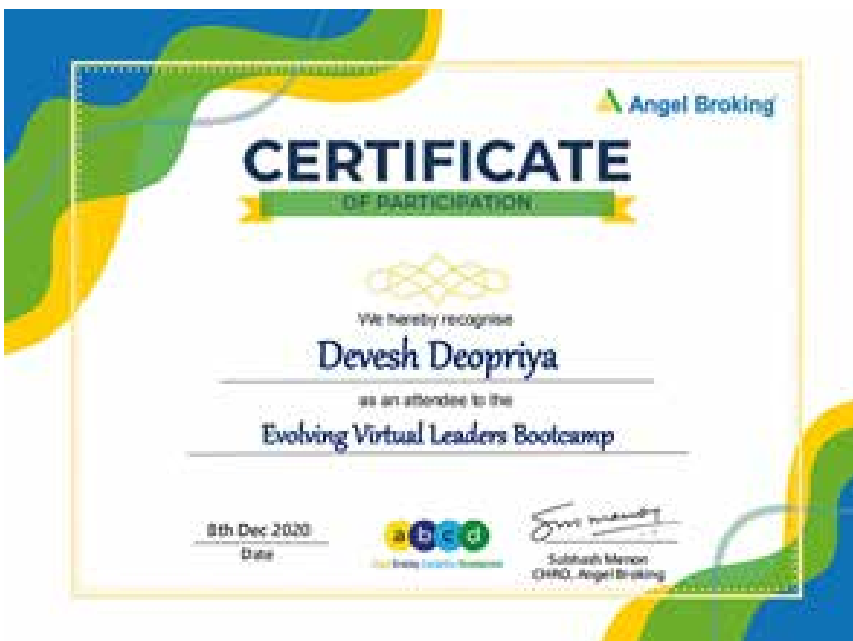 Angel Broking
CERTIFICATE
OF PARTICIPATION
We hereby recognise
Devesh Deopriya
as an attendee to the
Evolving Virtual Leaders Bootcamp
8th Dec 2020
Date
abcd
Subhash Menon
CHRO, Angel Broking